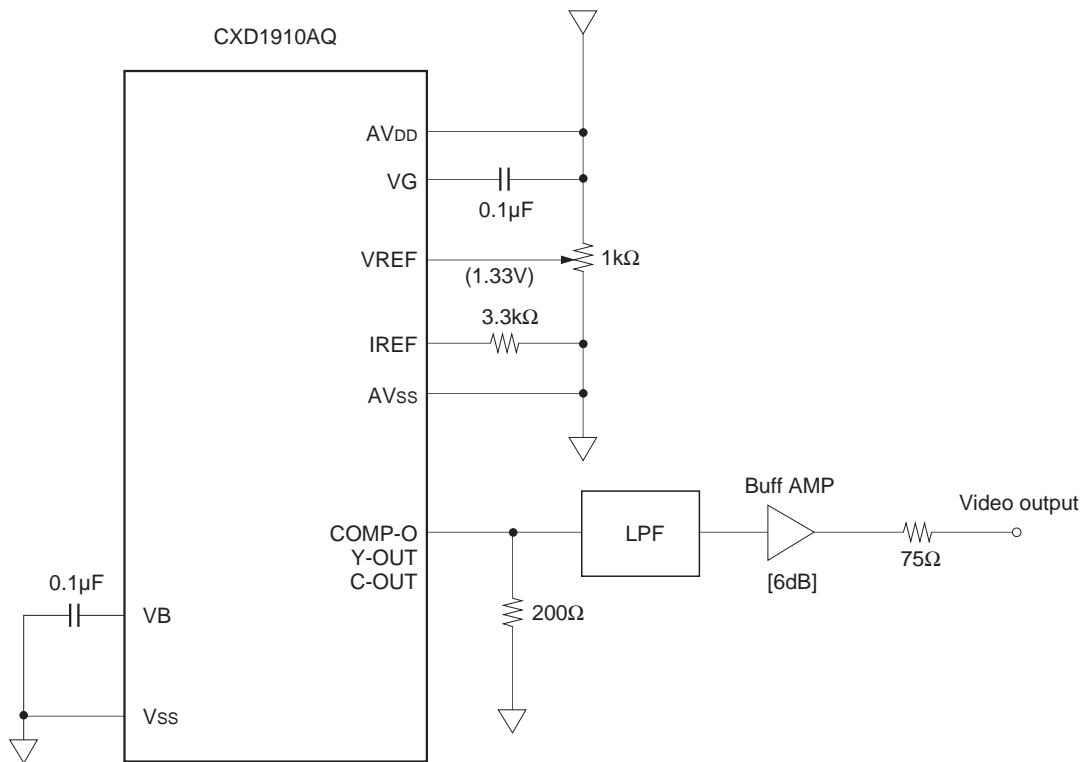 CXD1910AQ
AVDD
VG
0.1µF
VREF
(1.33V)
1kΩ
3.3kΩ
IREF
AVSS
Buff AMP
Video output
COMP-O
Y-OUT
C-OUT
LPF
75Ω
[6dB]
0.1µF
VB
200Ω
VSS